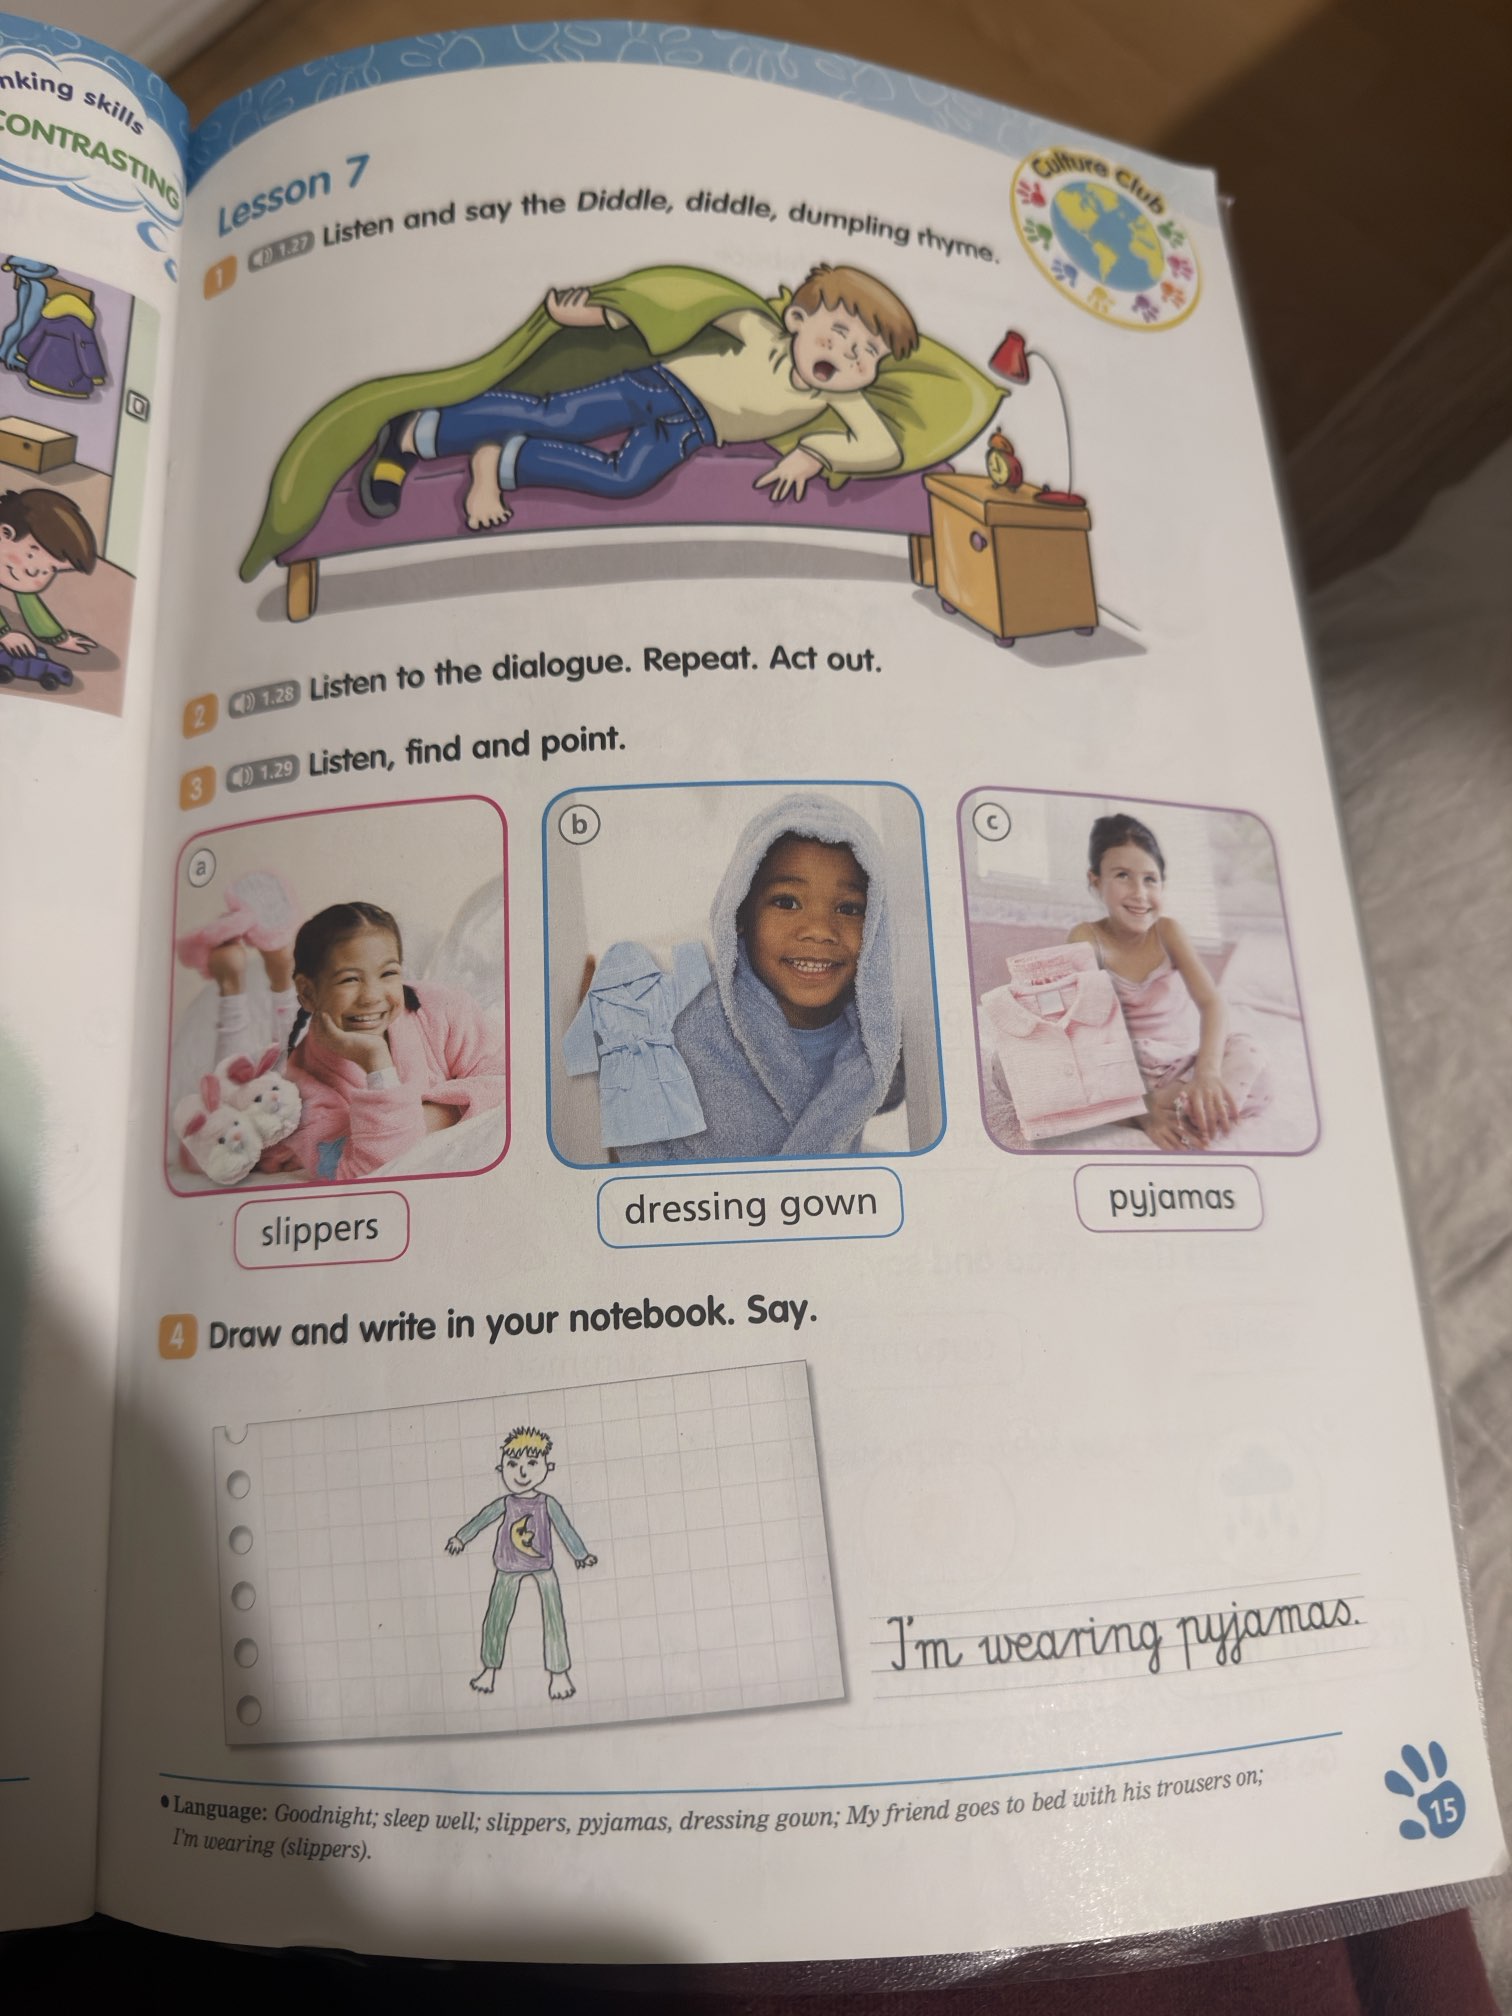 nking skills
CONTRASTING
Culture Club
Lesson 7
1 1.27 Listen and say the Diddle, diddle, dumpling rhyme.
2 1.28 Listen to the dialogue. Repeat. Act out.
3 1.29 Listen, find and point.
a
b
c
slippers
dressing gown
pyjamas
4 Draw and write in your notebook. Say.
I'm wearing pyjamas.
• Language: Goodnight; sleep well; slippers, pyjamas, dressing gown; My friend goes to bed with his trousers on;
I'm wearing (slippers).
15